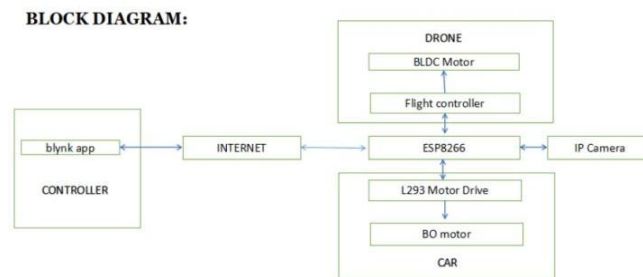 BLOCK DIAGRAM:
DRONE
BLDC Motor
Flight controller
blynk app
INTERNET
ESP8266
IP Camera
CONTROLLER
L293 Motor Drive
BO motor
CAR